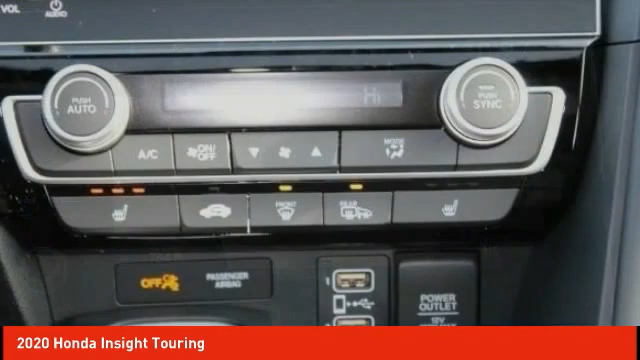 VOL
AUDIO
Hi
PUSH
AUTO
PUSH
SYNC
A/C
ON/
OFF
MODE
FRONT
REAR
OFF
PASSENGER
AIRBAG
1
POWER
OUTLET
12V
2020 Honda Insight Touring